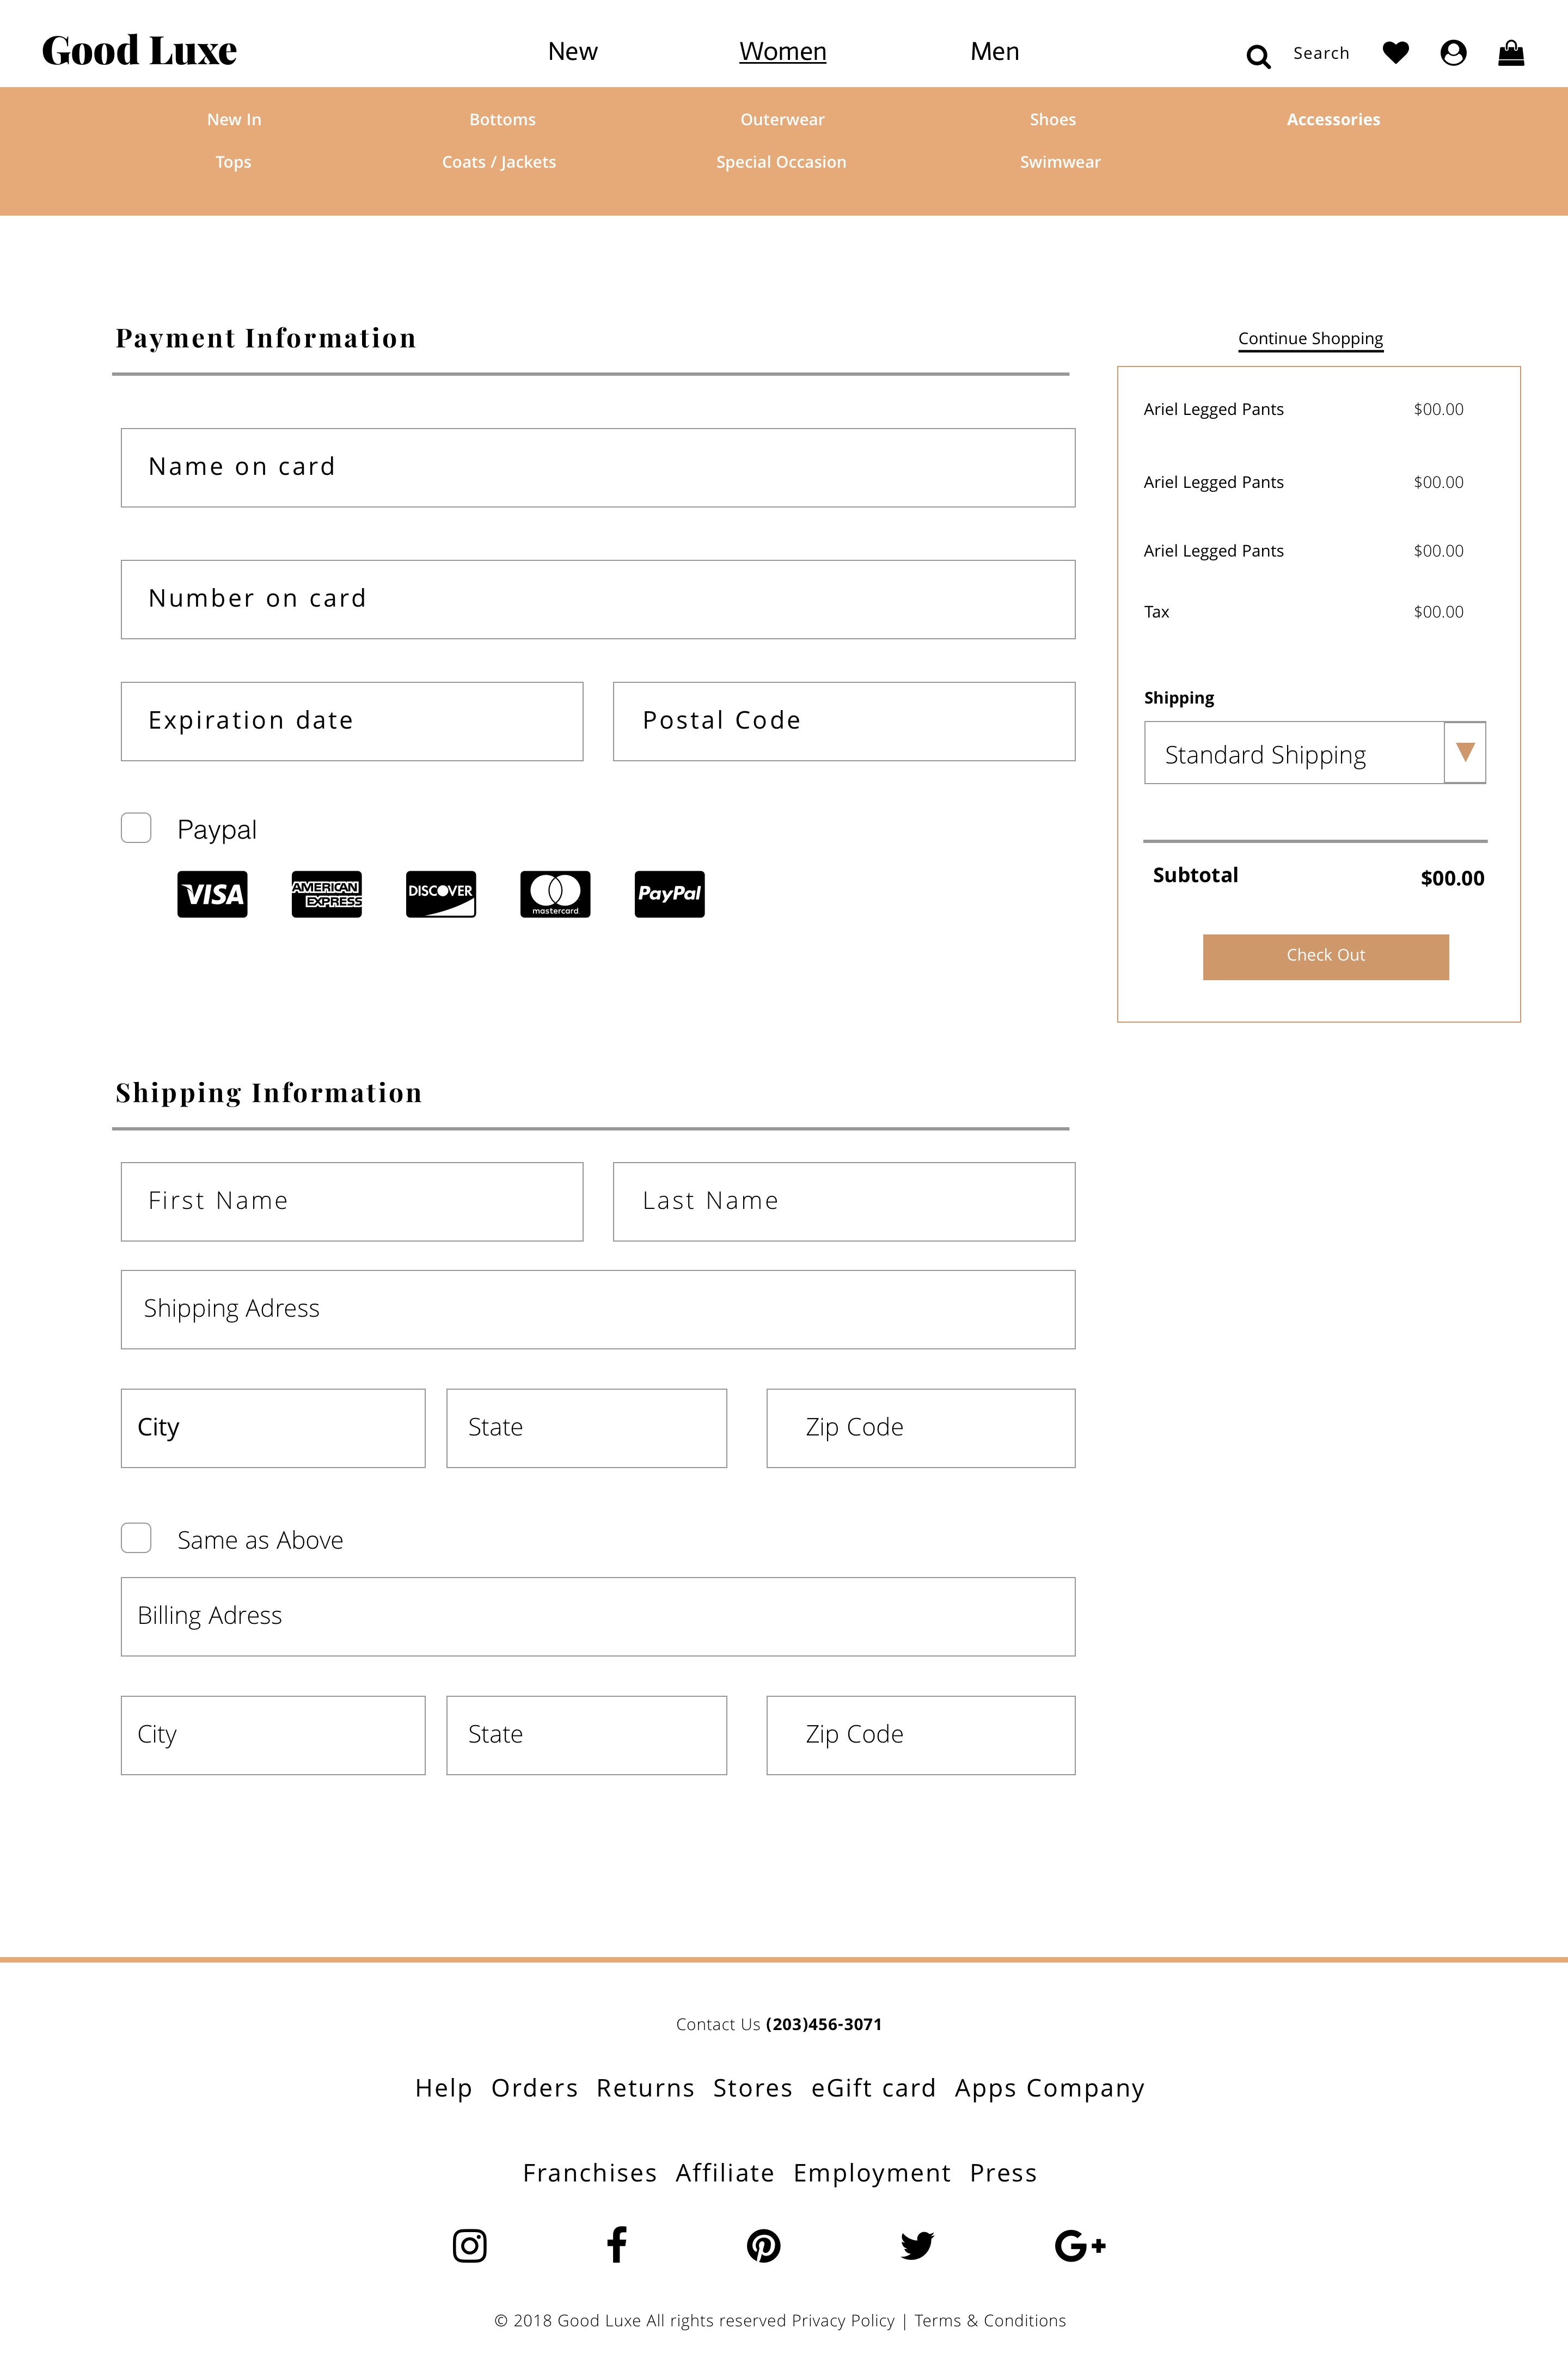 Good Luxe
New Women Men Search
New In Bottoms Outerwear Shoes Accessories
Tops Coats / Jackets Special Occasion Swimwear
Payment Information
Name on card
Number on card
Expiration date Postal Code
Paypal
VISA AMERICAN EXPRESS DISCOVER mastercard. PayPal
Continue Shopping
Ariel Legged Pants $00.00
Ariel Legged Pants $00.00
Ariel Legged Pants $00.00
Tax $00.00
Shipping
Standard Shipping
Subtotal $00.00
Check Out
Shipping Information
First Name Last Name
Shipping Adress
City State Zip Code
Same as Above
Billing Adress
City State Zip Code
Contact Us (203)456-3071
Help Orders Returns Stores eGift card Apps Company
Franchises Affiliate Employment Press
G+
© 2018 Good Luxe All rights reserved Privacy Policy | Terms & Conditions